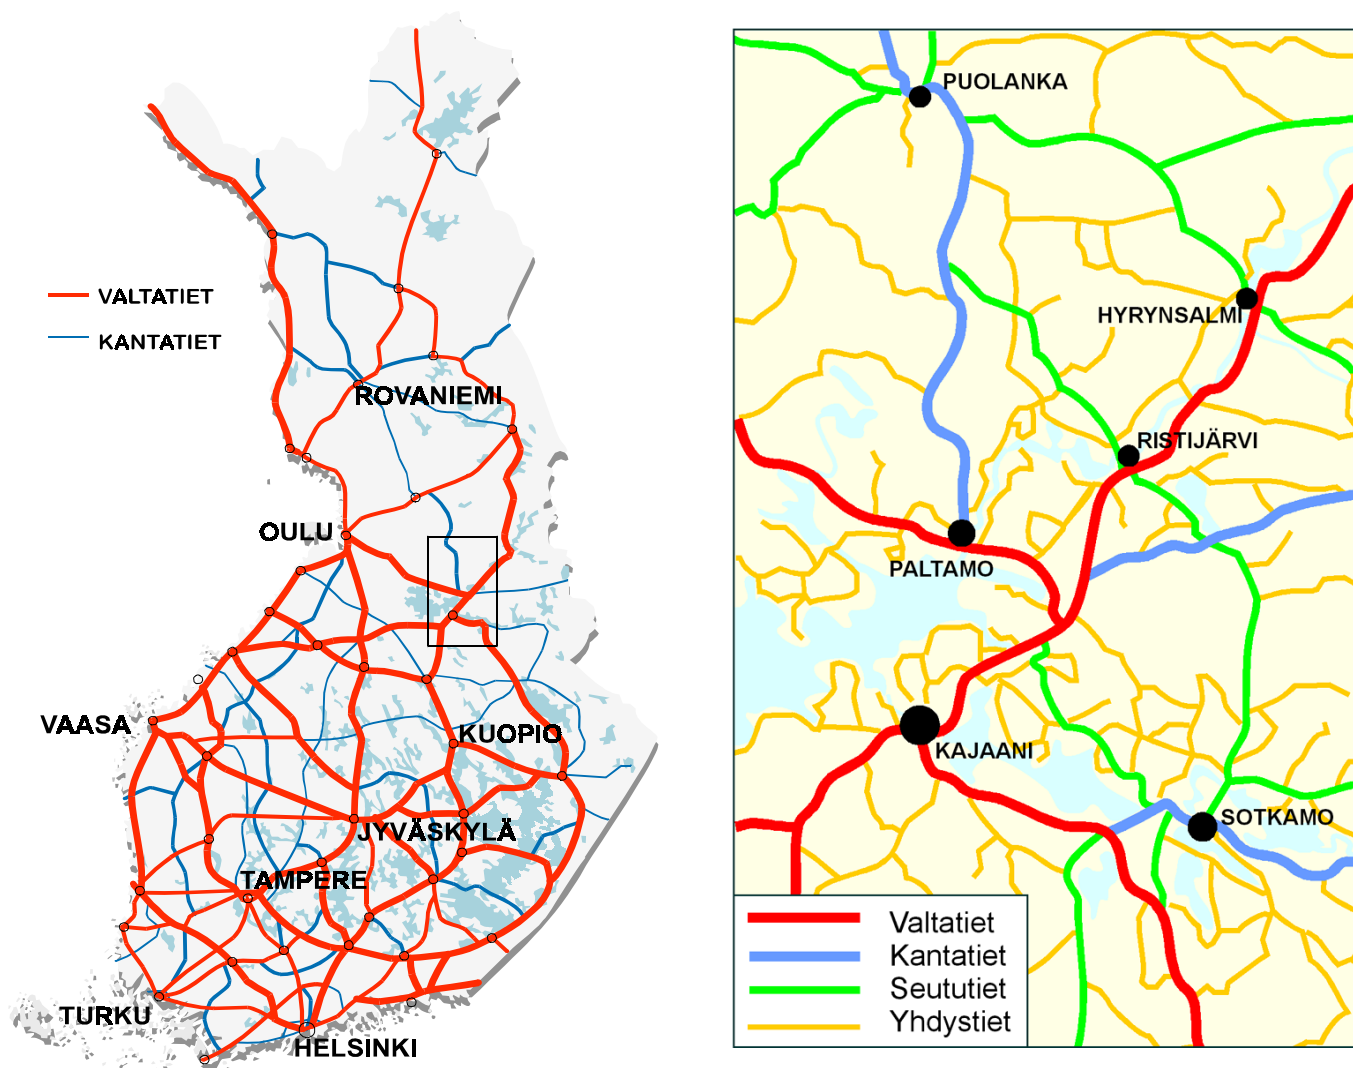 VALTATIET
KANTATIET
ROVANIEMI
OULU
VAASA
KUOPIO
JYVÄSKYLÄ
TAMPERE
TURKU
HELSINKI
PUOLANKA
HYRYNSALMI
RISTIJÄRVI
PALTAMO
KAJAANI
SOTKAMO
Valtatiet
Kantatiet
Seututiet
Yhdystiet